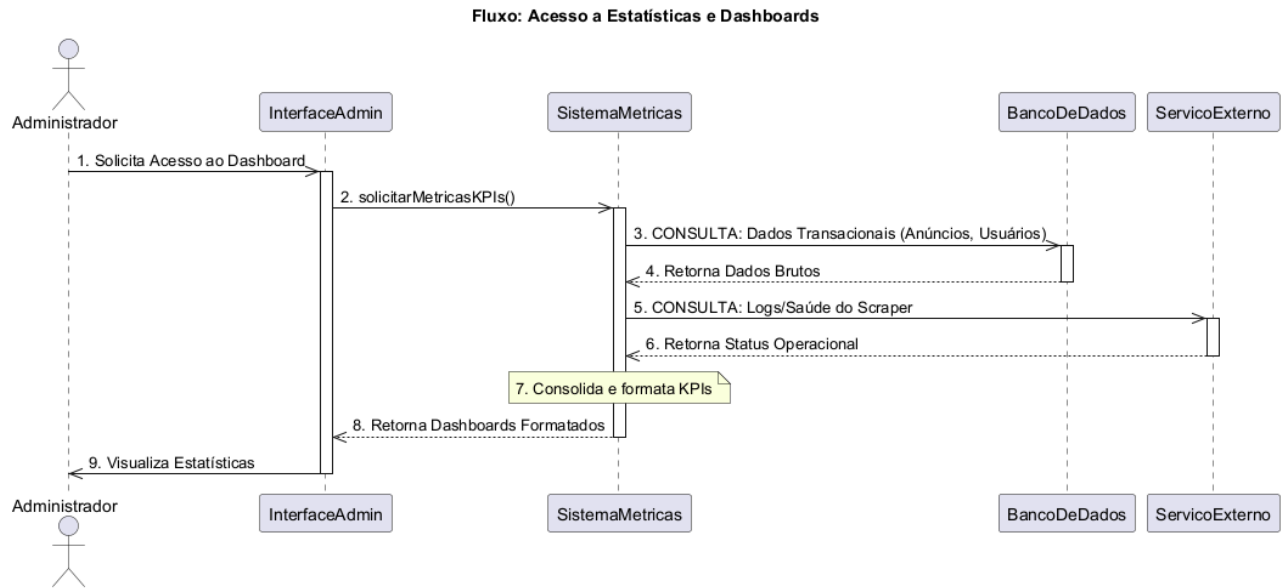 Fluxo: Acesso a Estatísticas e Dashboards
Administrador
InterfaceAdmin
SistemaMetricas
BancoDeDados
ServicoExterno
1. Solicita Acesso ao Dashboard
2. solicitarMetricasKPIs()
3. CONSULTA: Dados Transacionais (Anúncios, Usuários)
4. Retorna Dados Brutos
5. CONSULTA: Logs/Saúde do Scraper
6. Retorna Status Operacional
7. Consolida e formata KPIs
8. Retorna Dashboards Formatados
9. Visualiza Estatísticas
Administrador
InterfaceAdmin
SistemaMetricas
BancoDeDados
ServicoExterno